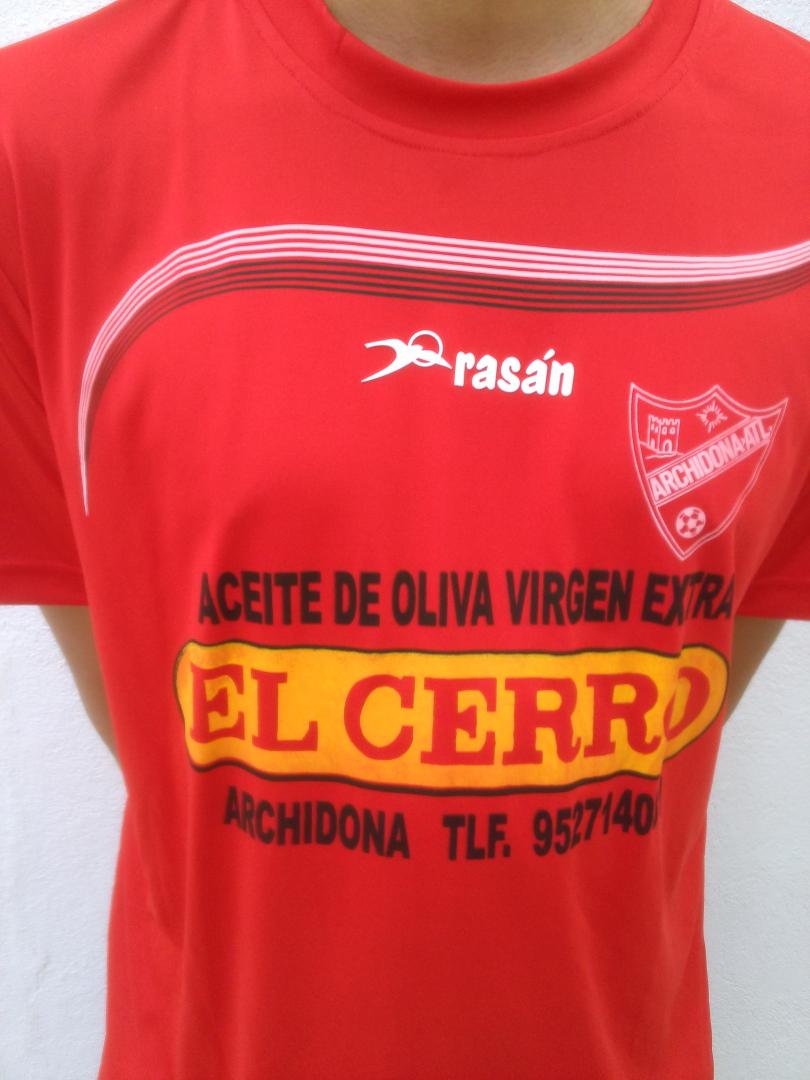 rasán
ARCHIDONA-ATL.
ACEITE DE OLIVA VIRGEN EXTRA
EL CERRO
ARCHIDONA TLF.